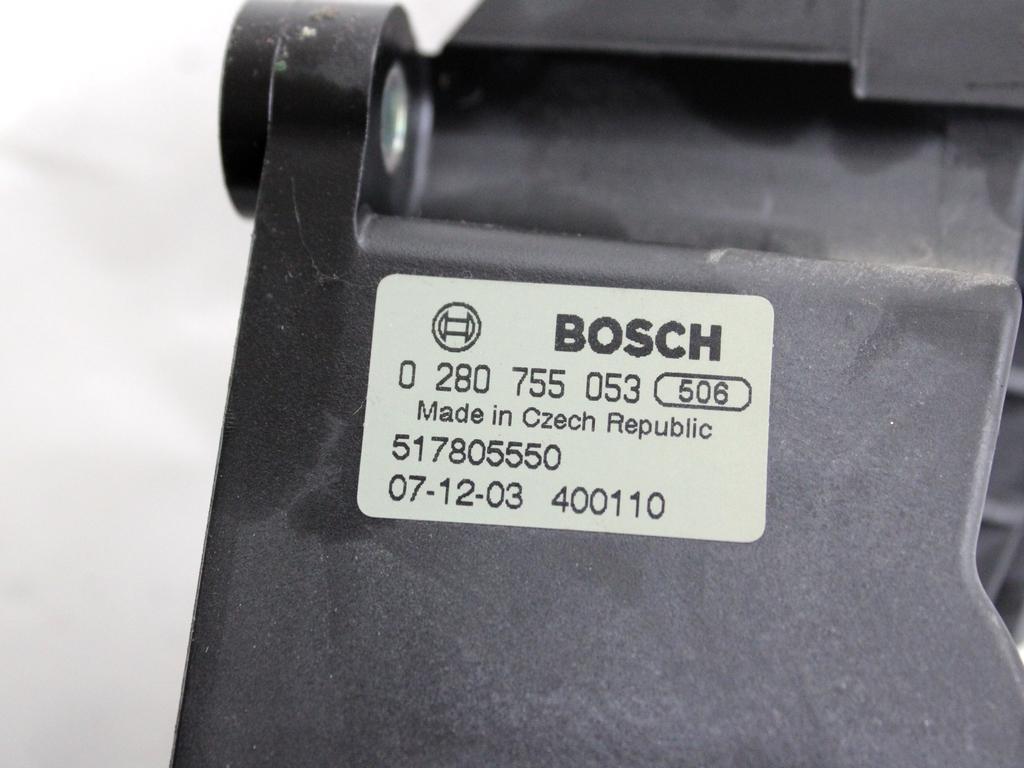 BOSCH
0 280 755 053 506
Made in Czech Republic
517805550
07-12-03 400110